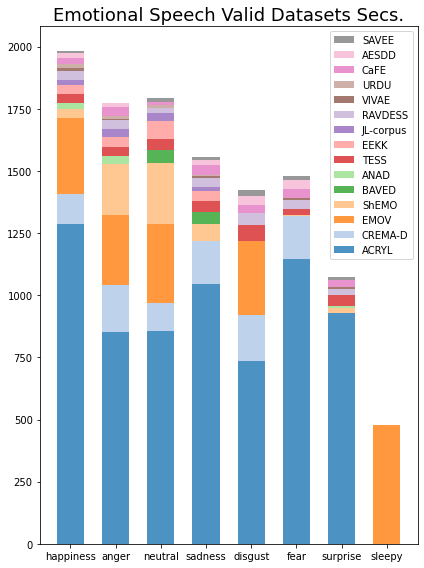 Emotional Speech Valid Datasets Secs.
2000
1750
1500
1250
1000
750
500
250
0
SAVEE
AESDD
CaFE
URDU
VIVAE
RAVDESS
JL-corpus
EEKK
TESS
ANAD
BAVED
ShEMO
EMOV
CREMA-D
ACRYL
happiness anger neutral sadness disgust fear surprise sleepy